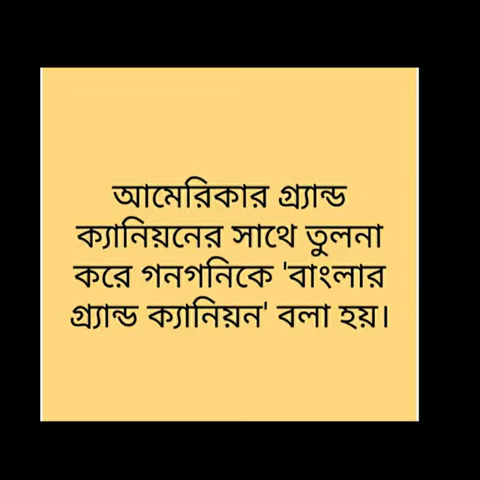 আমেরিকার গ্র্যান্ড
ক্যানিয়নের সাথে তুলনা
করে গনগনিকে 'বাংলার
গ্র্যান্ড ক্যানিয়ন' বলা হয়।